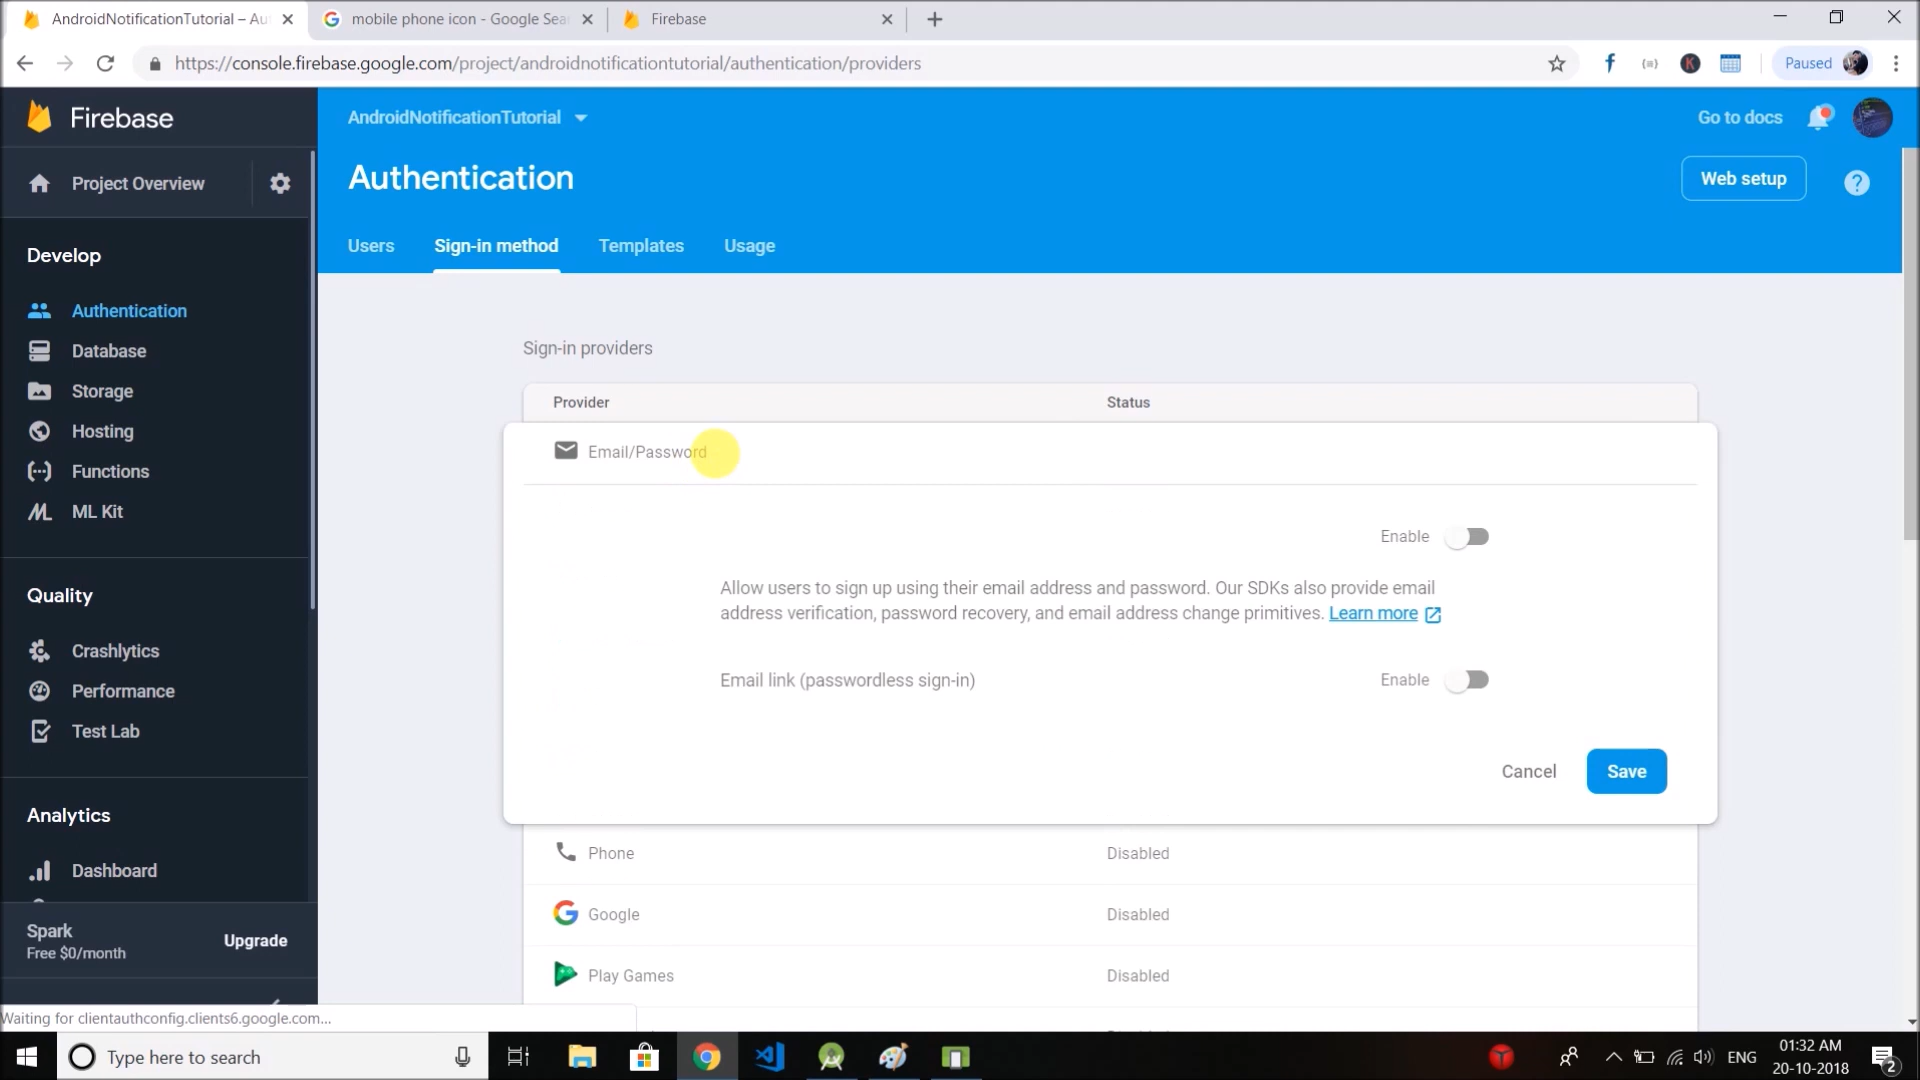 AndroidNotificationTutorial – Au
mobile phone icon - Google Sea
Firebase
https://console.firebase.google.com/project/androidnotificationtutorial/authentication/providers
Paused
Firebase
AndroidNotificationTutorial
Go to docs
Project Overview
Authentication
Web setup
Users
Sign-in method
Templates
Usage
Develop
Authentication
Database
Storage
Hosting
Functions
ML Kit
Quality
Crashlytics
Performance
Test Lab
Analytics
Dashboard
Spark
Free $0/month
Upgrade
Sign-in providers
Provider
Status
Email/Password
Enable
Allow users to sign up using their email address and password. Our SDKs also provide email
address verification, password recovery, and email address change primitives. Learn more
Email link (passwordless sign-in)
Enable
Cancel
Save
Phone
Disabled
Google
Disabled
Play Games
Disabled
Waiting for clientauthconfig.clients6.google.com...
Type here to search
ENG
01:32 AM
20-10-2018
2